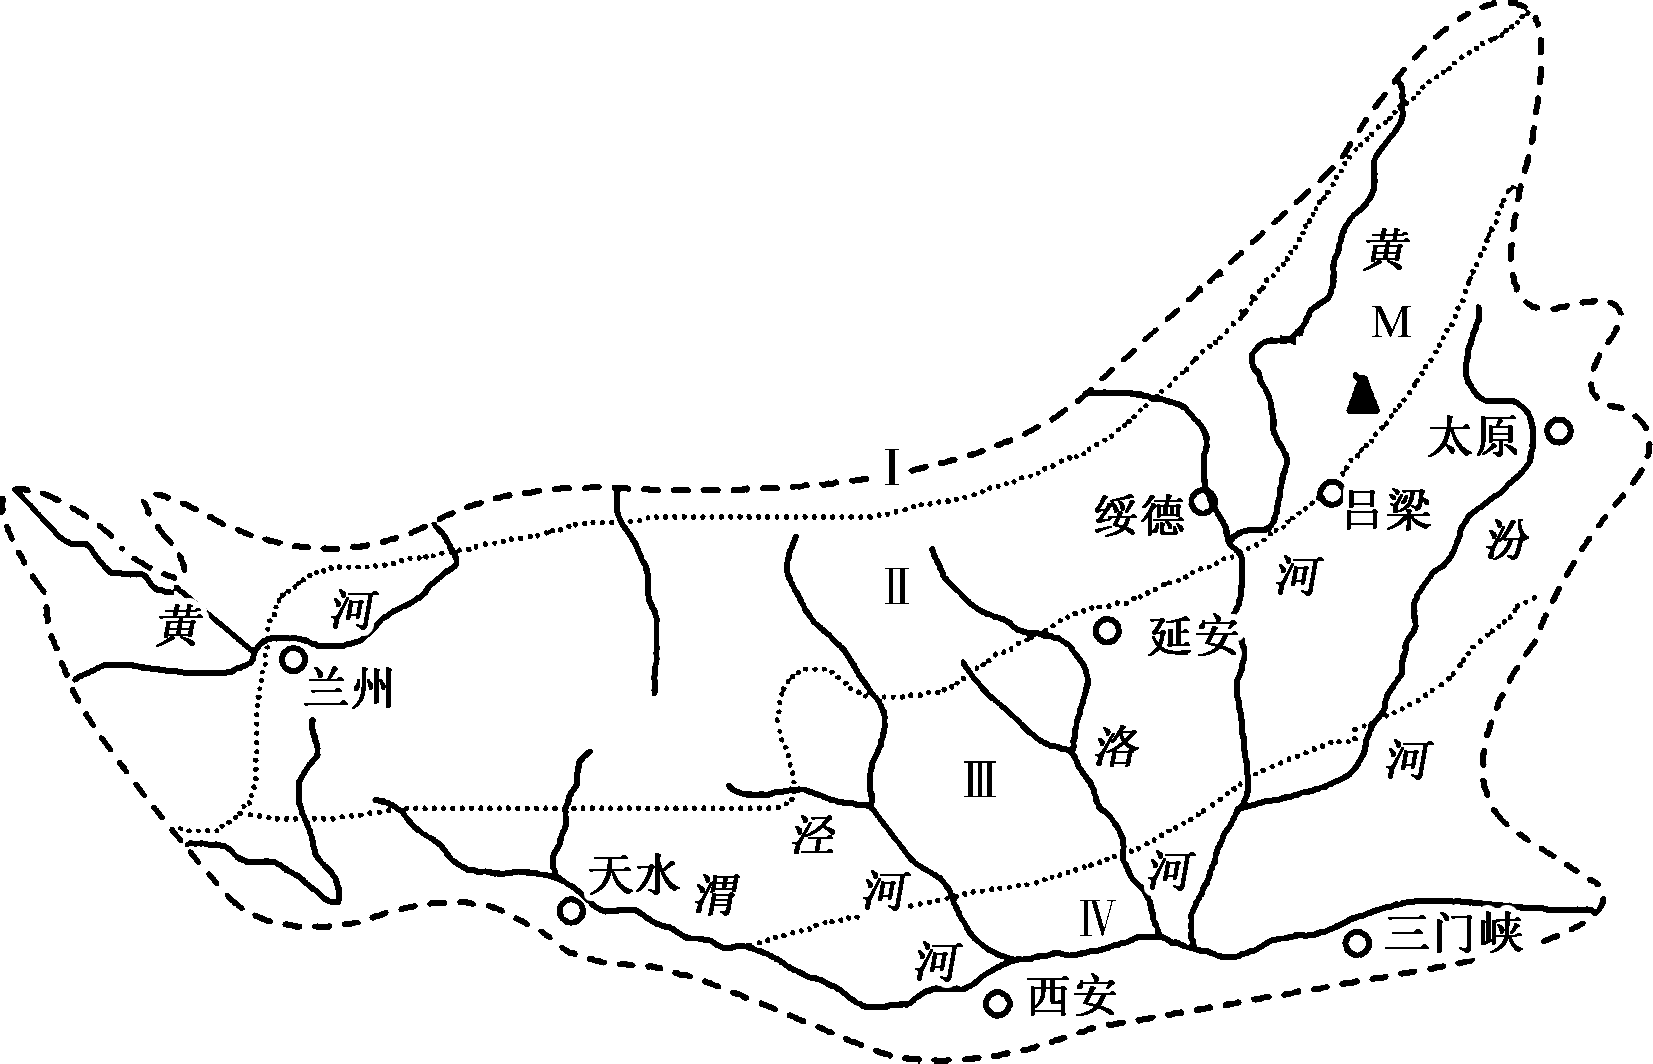 黄
M
太原
Ⅰ
绥德
吕梁
汾
河
Ⅱ
黄
河
延安
兰州
洛
河
Ⅲ
泾
河
天水
渭
河
河
Ⅳ
三门峡
河
西安